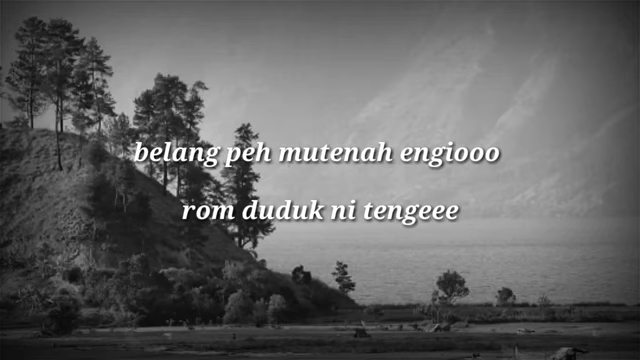 belang peh mutenah engiooo
rom duduk ni tengeee